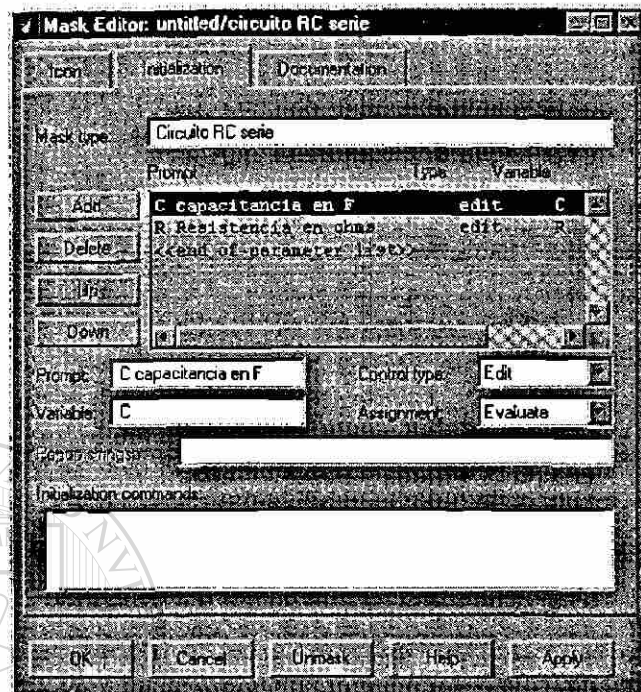 Mask Editor: untitled/circuito RC serie
Icon Initialization Documentation
Mask type: Circuito RC serie
Prompt Type Variable
Add
C capacitancia en F edit C
R Resistencia en ohms edit R
Delete
<<end of parameter list>>
Up
Down
Prompt: C capacitancia en F Control type: Edit
Variable: C Assignment: Evaluate
Popup strings:
Initialization commands:
OK Cancel Unmask Help Apply